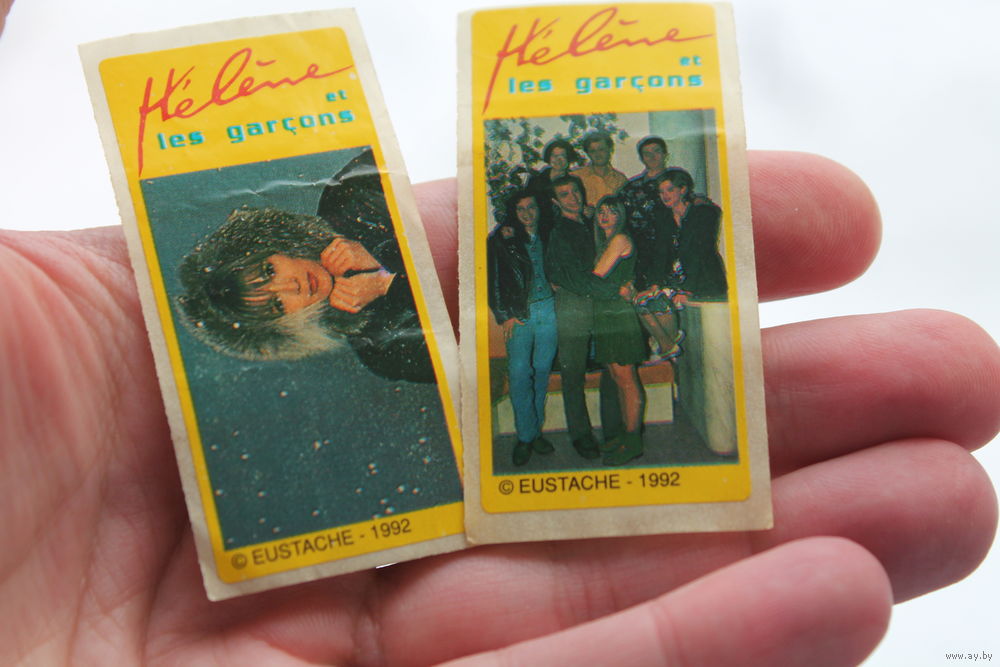 Hélène
et
les garçons
© EUSTACHE - 1992
Hélène
et
les garçons
© EUSTACHE - 1992
www.ay.by